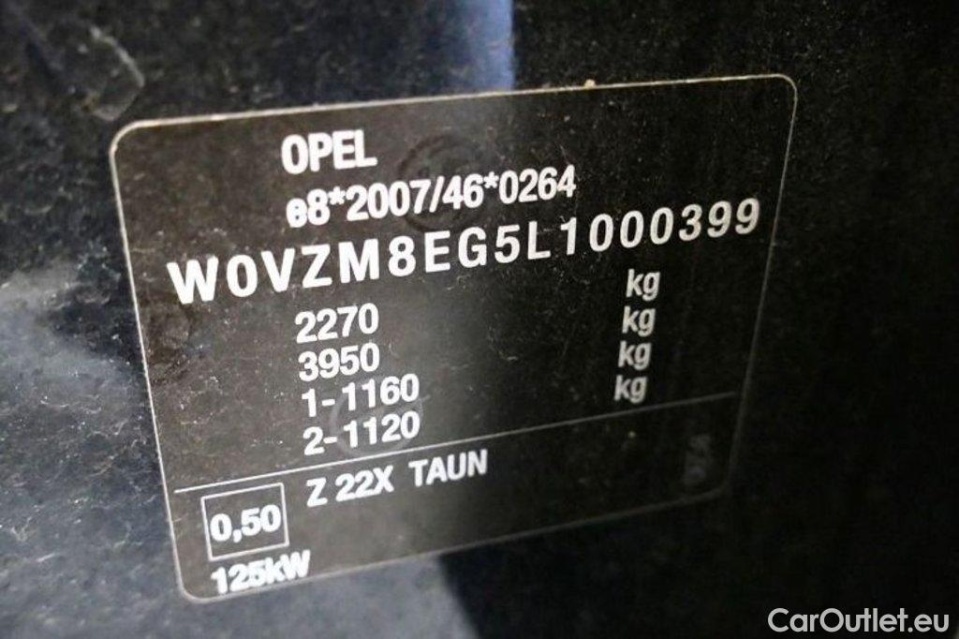 OPEL
e8*2007/46*0264
W0VZM8EG5L1000399
2270 kg
3950 kg
1-1160 kg
2-1120 kg
Z 22X TAUN
0,50
125kW
CarOutlet.eu